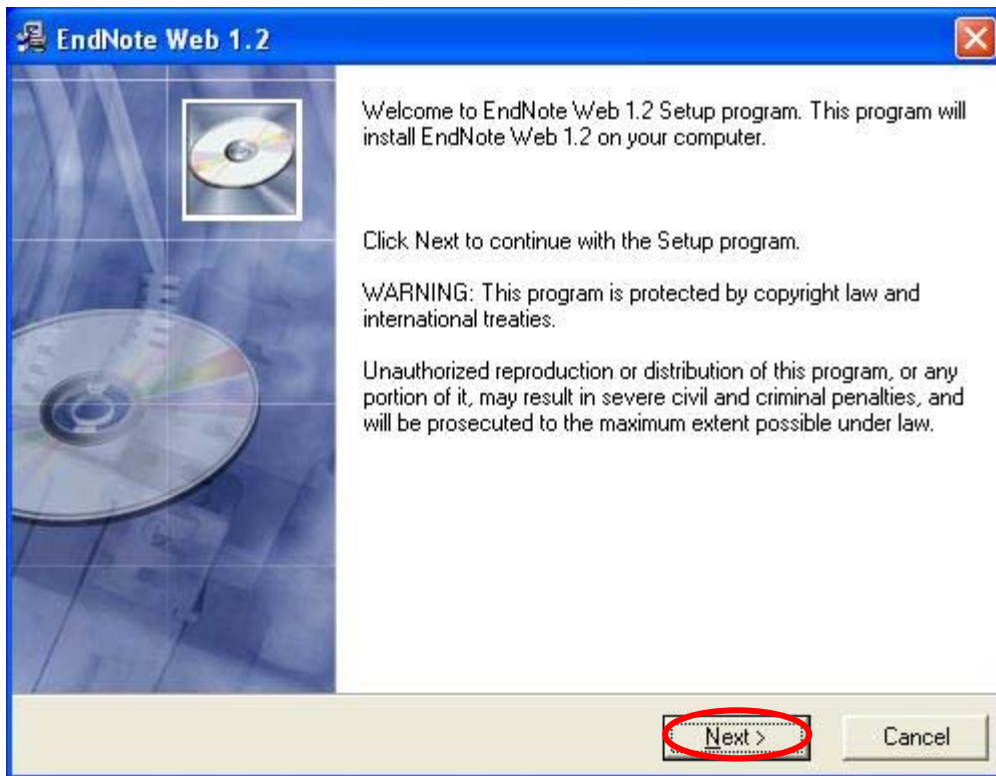 EndNote Web 1.2
Welcome to EndNote Web 1.2 Setup program. This program will
install EndNote Web 1.2 on your computer.
Click Next to continue with the Setup program.
WARNING: This program is protected by copyright law and
international treaties.
Unauthorized reproduction or distribution of this program, or any
portion of it, may result in severe civil and criminal penalties, and
will be prosecuted to the maximum extent possible under law.
Next >
Cancel